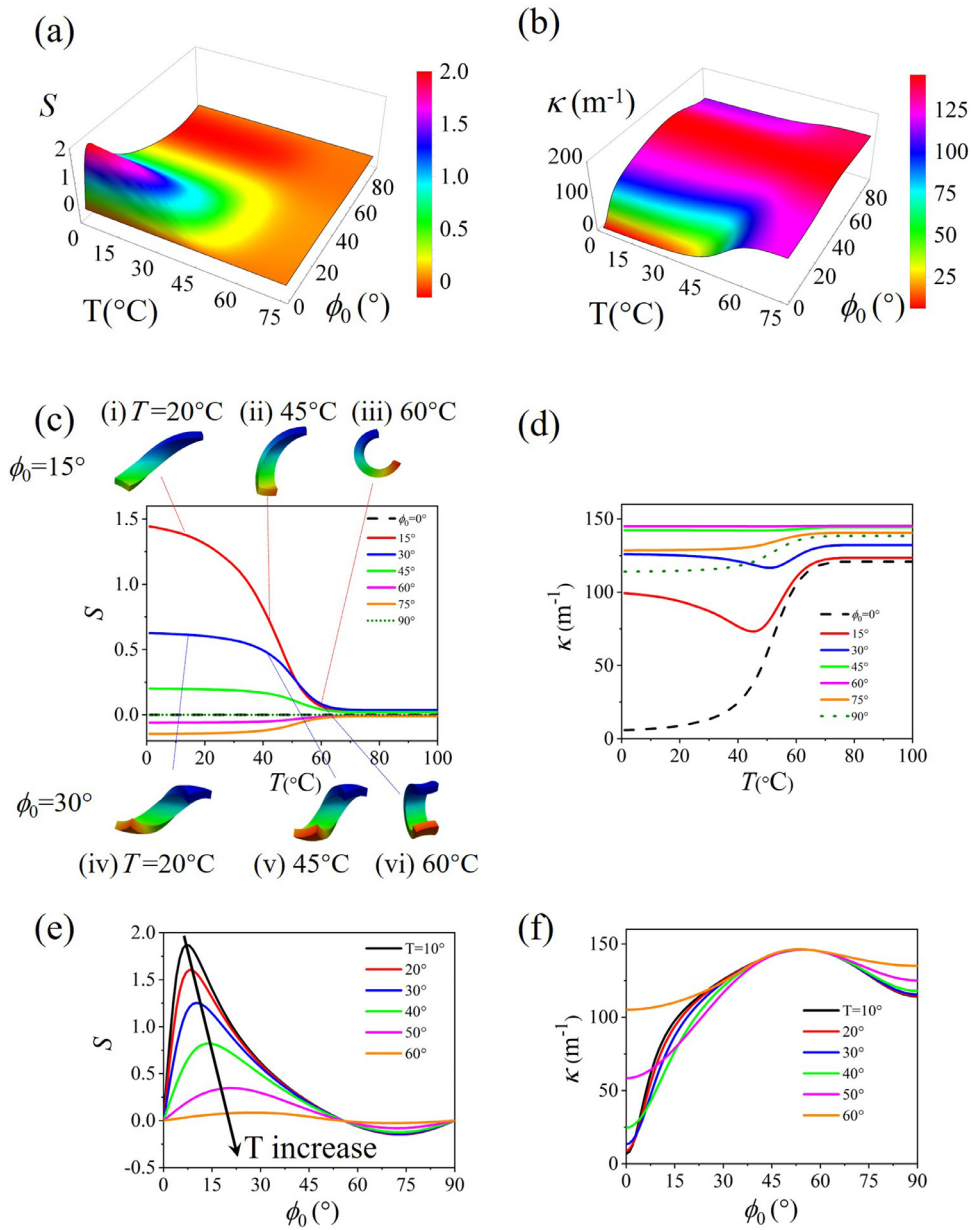 (a)
S
2
1
0
0
15
30
45
60
75
T(°C)
0
20
40
60
80
ϕ0 (°)
2.0
1.5
1.0
0.5
0
(b)
κ (m-1)
200
100
0
0
15
30
45
60
75
T(°C)
0
20
40
60
80
ϕ0 (°)
125
100
75
50
25
(c)
(i) T=20°C (ii) 45°C (iii) 60°C
ϕ0=15°
1.5
1.0
0.5
0.0
S
ϕ0=0°
15°
30°
45°
60°
75°
90°
0 20 40 60 80 100
T(°C)
ϕ0=30°
(iv) T=20°C (v) 45°C (vi) 60°C
(d)
150
100
50
0
κ (m-1)
ϕ0=0°
15°
30°
45°
60°
75°
90°
0 20 40 60 80 100
T(°C)
(e)
2.0
1.5
1.0
0.5
0.0
-0.5
S
T=10°
20°
30°
40°
50°
60°
T increase
0 15 30 45 60 75 90
ϕ0 (°)
(f)
150
100
50
0
κ (m-1)
T=10°
20°
30°
40°
50°
60°
0 15 30 45 60 75 90
ϕ0 (°)